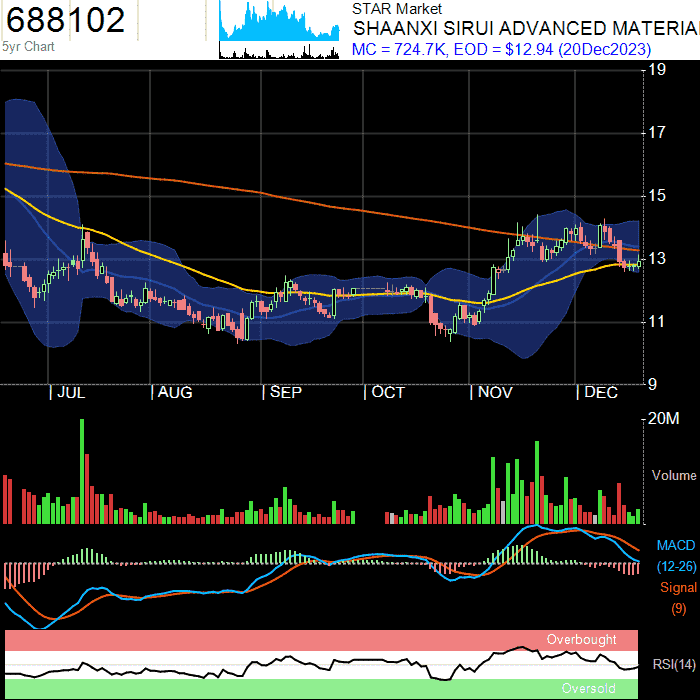 688102
5yr Chart
STAR Market
SHAANXI SIRUI ADVANCED MATERIA
MC = 724.7K, EOD = $12.94 (20Dec2023)
19
17
15
13
11
9
JUL AUG SEP OCT NOV DEC
20M
Volume
MACD
(12-26)
Signal
(9)
Overbought
RSI(14)
Oversold